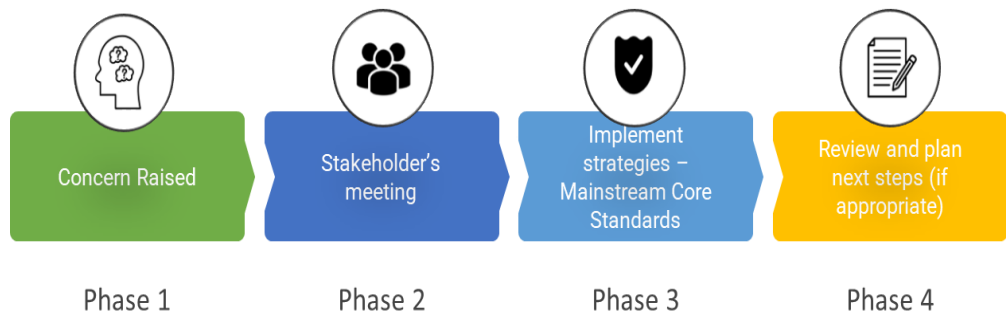 Concern Raised
Stakeholder's
meeting
Implement
strategies –
Mainstream Core
Standards
Review and plan
next steps (if
appropriate)
Phase 1
Phase 2
Phase 3
Phase 4